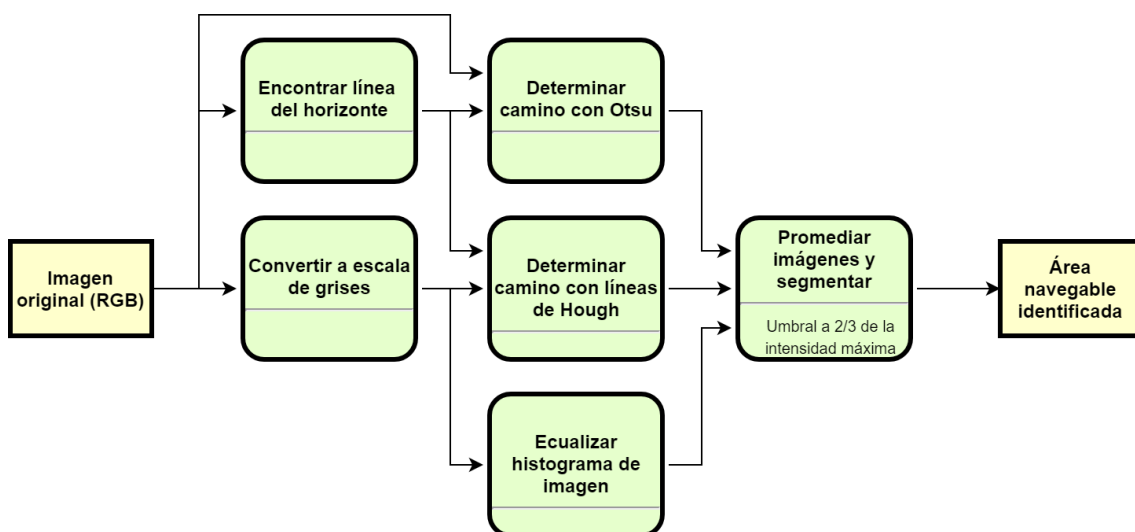 Imagen
original (RGB)
Encontrar línea
del horizonte
Convertir a escala
de grises
Determinar
camino con Otsu
Determinar
camino con líneas
de Hough
Ecualizar
histograma de
imagen
Promediar
imágenes y
segmentar
Umbral a 2/3 de la
intensidad máxima
Área
navegable
identificada